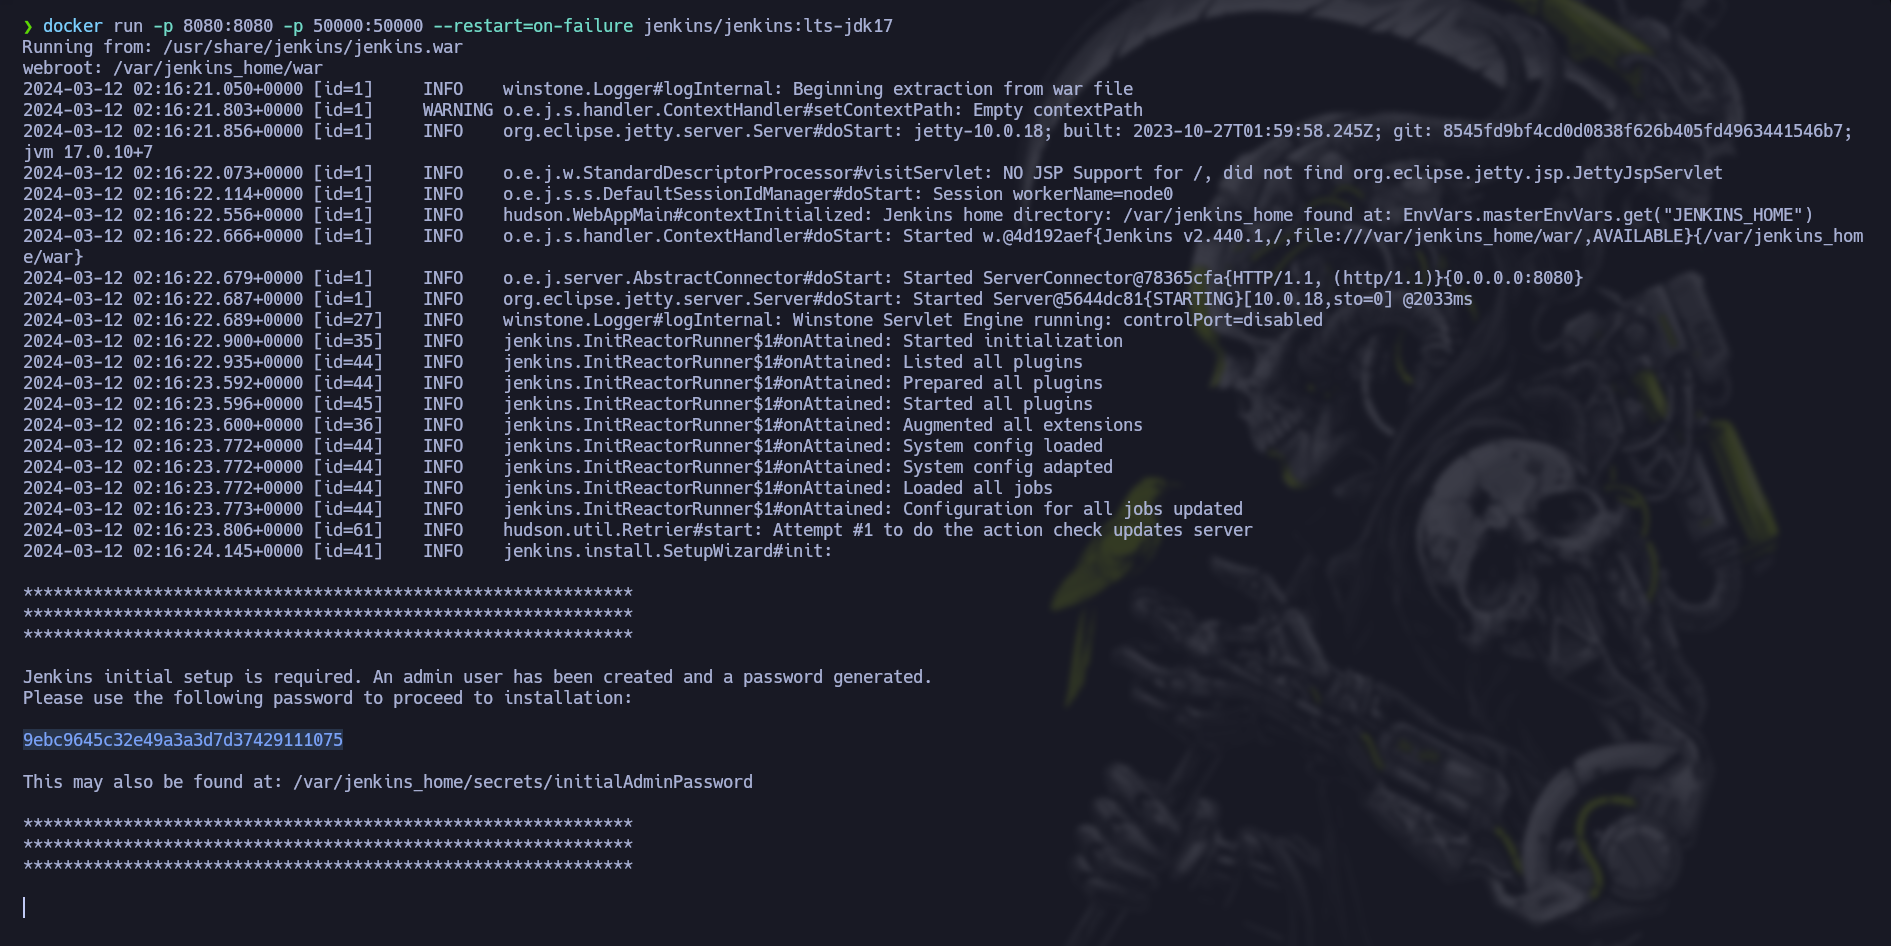 ❯ docker run -p 8080:8080 -p 50000:50000 --restart=on-failure jenkins/jenkins:lts-jdk17
Running from: /usr/share/jenkins/jenkins.war
webroot: /var/jenkins_home/war
2024-03-12 02:16:21.050+0000 [id=1]     INFO    winstone.Logger#logInternal: Beginning extraction from war file
2024-03-12 02:16:21.803+0000 [id=1]     WARNING o.e.j.s.handler.ContextHandler#setContextPath: Empty contextPath
2024-03-12 02:16:21.856+0000 [id=1]     INFO    org.eclipse.jetty.server.Server#doStart: jetty-10.0.18; built: 2023-10-27T01:59:58.245Z; git: 8545fd9bf4cd0d0838f626b405fd4963441546b7;
jvm 17.0.10+7
2024-03-12 02:16:22.073+0000 [id=1]     INFO    o.e.j.w.StandardDescriptorProcessor#visitServlet: NO JSP Support for /, did not find org.eclipse.jetty.jsp.JettyJspServlet
2024-03-12 02:16:22.114+0000 [id=1]     INFO    o.e.j.s.s.DefaultSessionIdManager#doStart: Session workerName=node0
2024-03-12 02:16:22.556+0000 [id=1]     INFO    hudson.WebAppMain#contextInitialized: Jenkins home directory: /var/jenkins_home found at: EnvVars.masterEnvVars.get("JENKINS_HOME")
2024-03-12 02:16:22.666+0000 [id=1]     INFO    o.e.j.s.handler.ContextHandler#doStart: Started w.@4d192aef{Jenkins v2.440.1,/,file:///var/jenkins_home/war/,AVAILABLE}{/var/jenkins_hom
e/war}
2024-03-12 02:16:22.679+0000 [id=1]     INFO    o.e.j.server.AbstractConnector#doStart: Started ServerConnector@78365cfa{HTTP/1.1, (http/1.1)}{0.0.0.0:8080}
2024-03-12 02:16:22.687+0000 [id=1]     INFO    org.eclipse.jetty.server.Server#doStart: Started Server@5644dc81{STARTING}[10.0.18,sto=0] @2033ms
2024-03-12 02:16:22.689+0000 [id=27]    INFO    winstone.Logger#logInternal: Winstone Servlet Engine running: controlPort=disabled
2024-03-12 02:16:22.900+0000 [id=35]    INFO    jenkins.InitReactorRunner$1#onAttained: Started initialization
2024-03-12 02:16:22.935+0000 [id=44]    INFO    jenkins.InitReactorRunner$1#onAttained: Listed all plugins
2024-03-12 02:16:23.592+0000 [id=44]    INFO    jenkins.InitReactorRunner$1#onAttained: Prepared all plugins
2024-03-12 02:16:23.596+0000 [id=45]    INFO    jenkins.InitReactorRunner$1#onAttained: Started all plugins
2024-03-12 02:16:23.600+0000 [id=36]    INFO    jenkins.InitReactorRunner$1#onAttained: Augmented all extensions
2024-03-12 02:16:23.772+0000 [id=44]    INFO    jenkins.InitReactorRunner$1#onAttained: System config loaded
2024-03-12 02:16:23.772+0000 [id=44]    INFO    jenkins.InitReactorRunner$1#onAttained: System config adapted
2024-03-12 02:16:23.772+0000 [id=44]    INFO    jenkins.InitReactorRunner$1#onAttained: Loaded all jobs
2024-03-12 02:16:23.773+0000 [id=44]    INFO    jenkins.InitReactorRunner$1#onAttained: Configuration for all jobs updated
2024-03-12 02:16:23.806+0000 [id=61]    INFO    hudson.util.Retrier#start: Attempt #1 to do the action check updates server
2024-03-12 02:16:24.145+0000 [id=41]    INFO    jenkins.install.SetupWizard#init:
*************************************************************
*************************************************************
*************************************************************
Jenkins initial setup is required. An admin user has been created and a password generated.
Please use the following password to proceed to installation:
9ebc9645c32e49a3a3d7d37429111075
This may also be found at: /var/jenkins_home/secrets/initialAdminPassword
*************************************************************
*************************************************************
*************************************************************